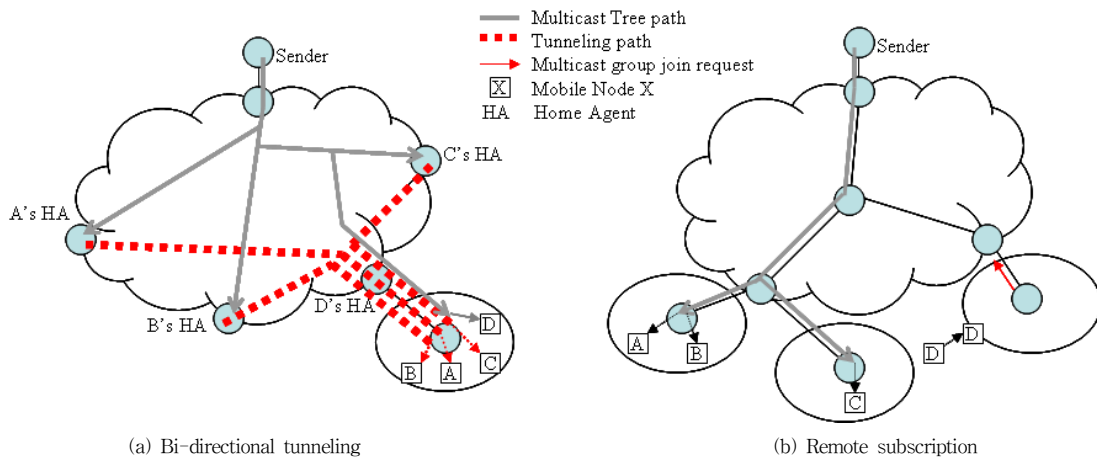 Multicast Tree path
Tunneling path
Multicast group join request
X Mobile Node X
HA Home Agent
Sender
C's HA
A's HA
B's HA
D's HA
D
B
A
C
(a) Bi-directional tunneling
Sender
A
B
C
D
D
(b) Remote subscription